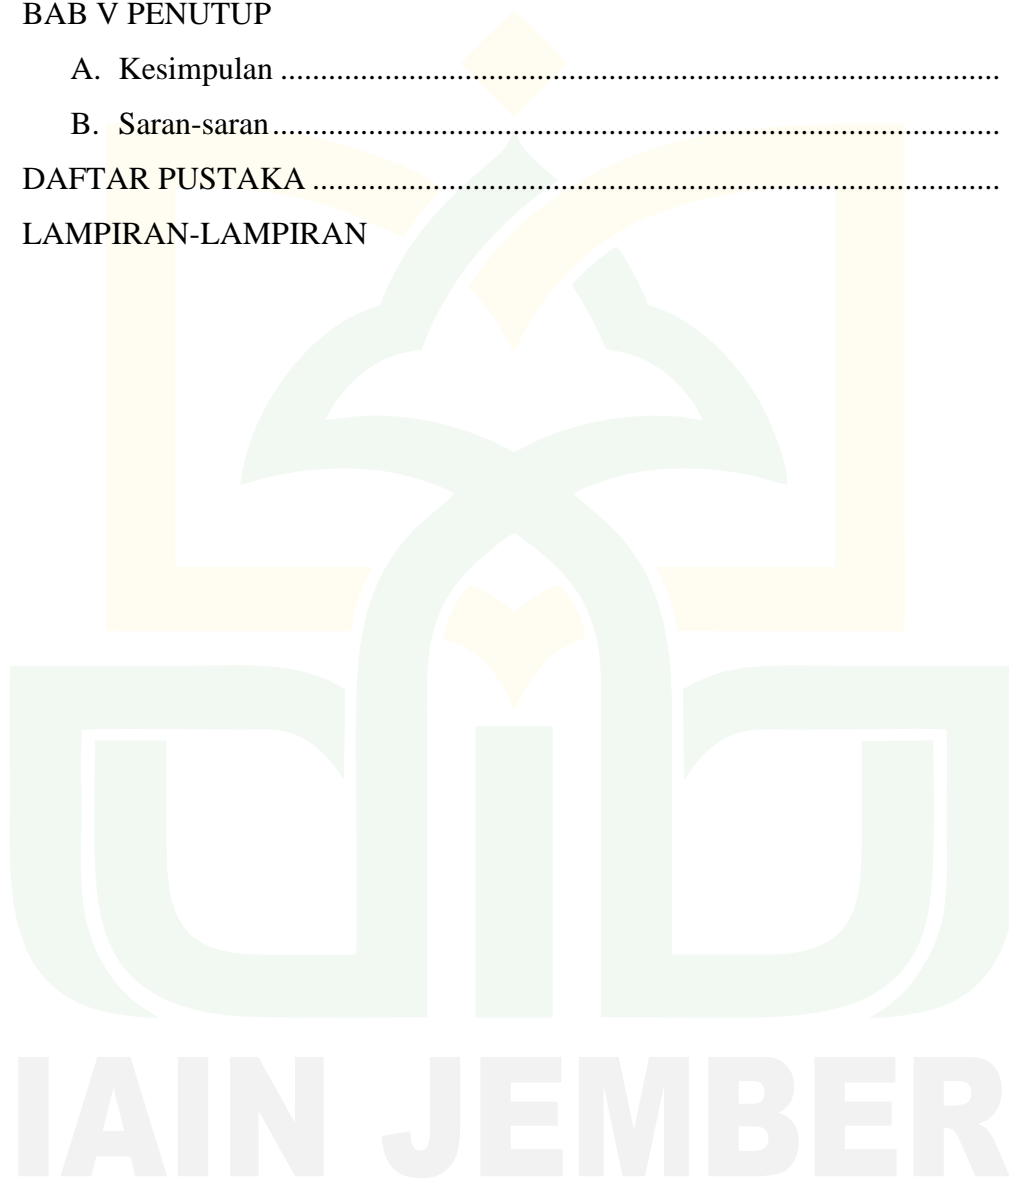 BAB V PENUTUP
A. Kesimpulan ..........................................................................................
B. Saran-saran...........................................................................................
DAFTAR PUSTAKA ......................................................................................
LAMPIRAN-LAMPIRAN
IAIN JEMBER